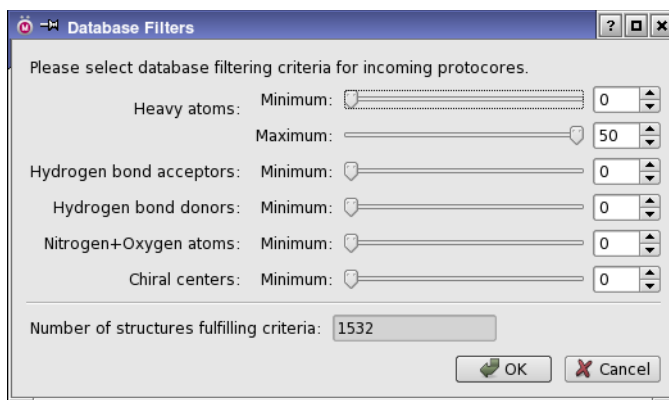 Database Filters
Please select database filtering criteria for incoming protocores.
Heavy atoms: Minimum: 0
Maximum: 50
Hydrogen bond acceptors: Minimum: 0
Hydrogen bond donors: Minimum: 0
Nitrogen+Oxygen atoms: Minimum: 0
Chiral centers: Minimum: 0
Number of structures fulfilling criteria: 1532
OK Cancel